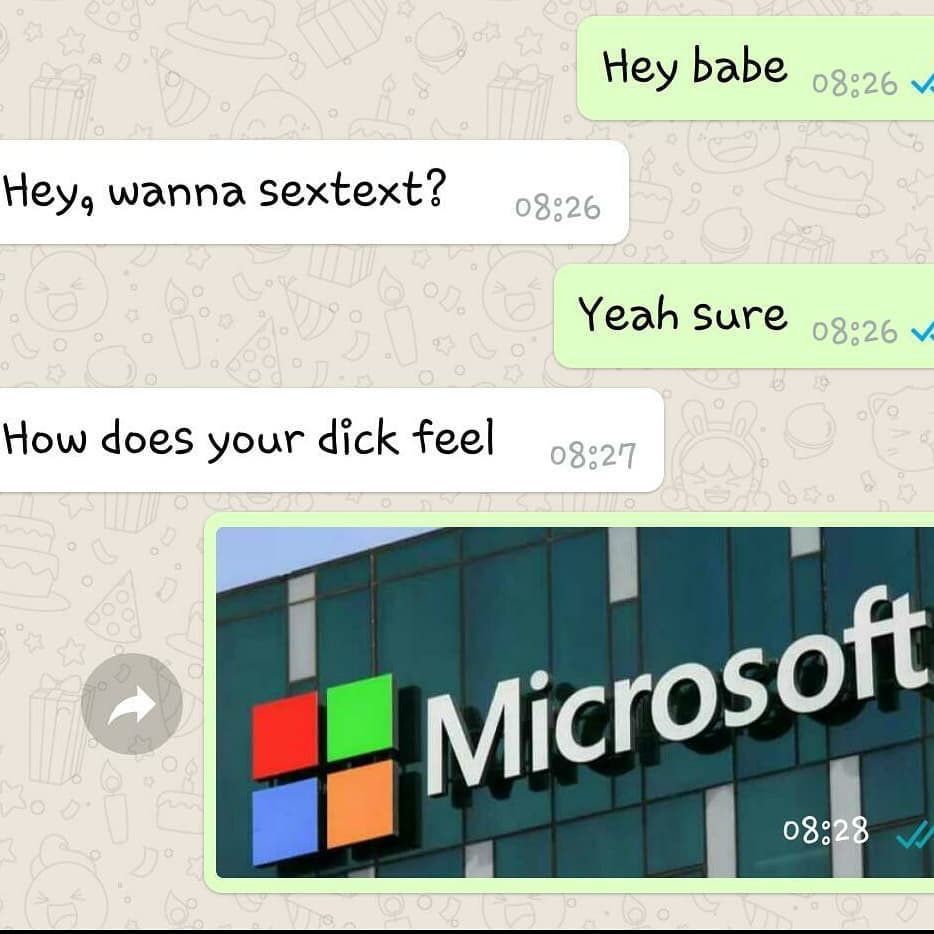 Hey babe 08:26
Hey, wanna sextext? 08:26
Yeah sure 08:26
How does your dick feel 08:27
Microsoft
08:28